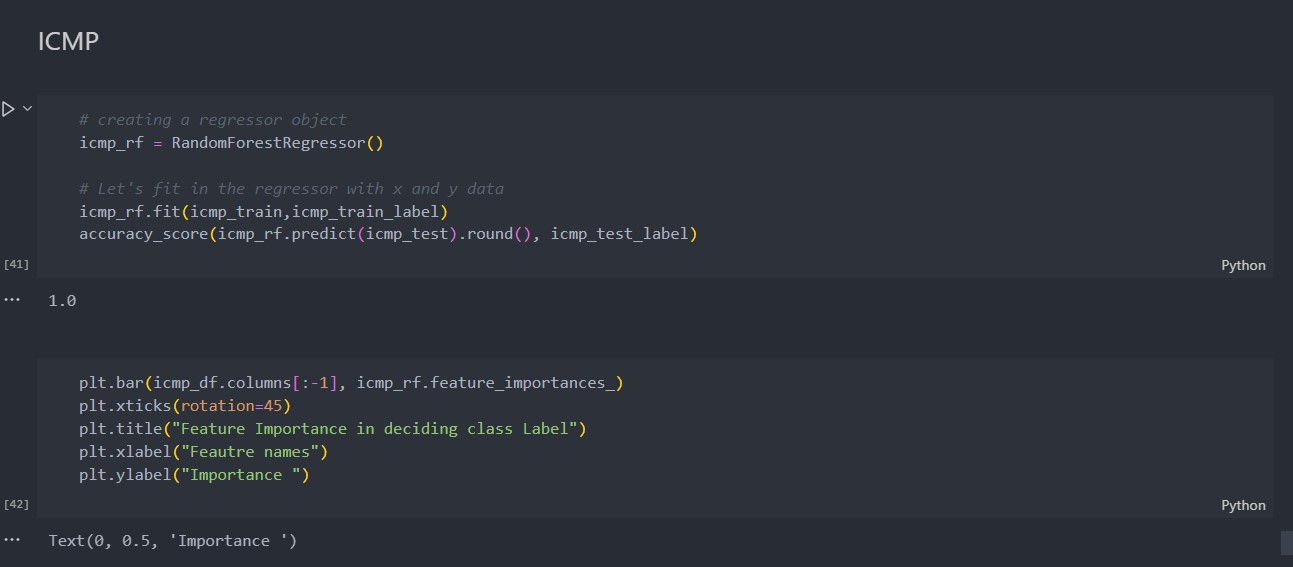 ICMP
# creating a regressor object
icmp_rf = RandomForestRegressor()
# Let's fit in the regressor with x and y data
icmp_rf.fit(icmp_train,icmp_train_label)
accuracy_score(icmp_rf.predict(icmp_test).round(), icmp_test_label)
[41]
Python
1.0
plt.bar(icmp_df.columns[:-1], icmp_rf.feature_importances_)
plt.xticks(rotation=45)
plt.title("Feature Importance in deciding class Label")
plt.xlabel("Feautre names")
plt.ylabel("Importance ")
[42]
Python
Text(0, 0.5, 'Importance ')